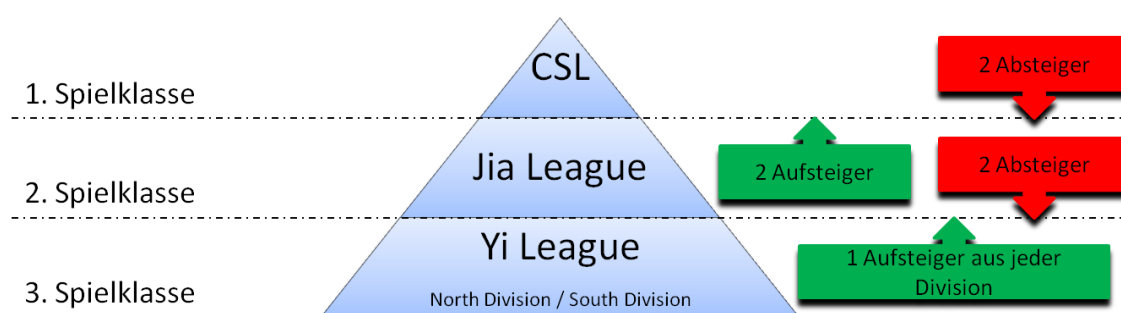 CSL
2 Absteiger
1. Spielklasse
Jia League
2 Aufsteiger
2 Absteiger
2. Spielklasse
Yi League
1 Aufsteiger aus jeder
Division
3. Spielklasse
North Division / South Division